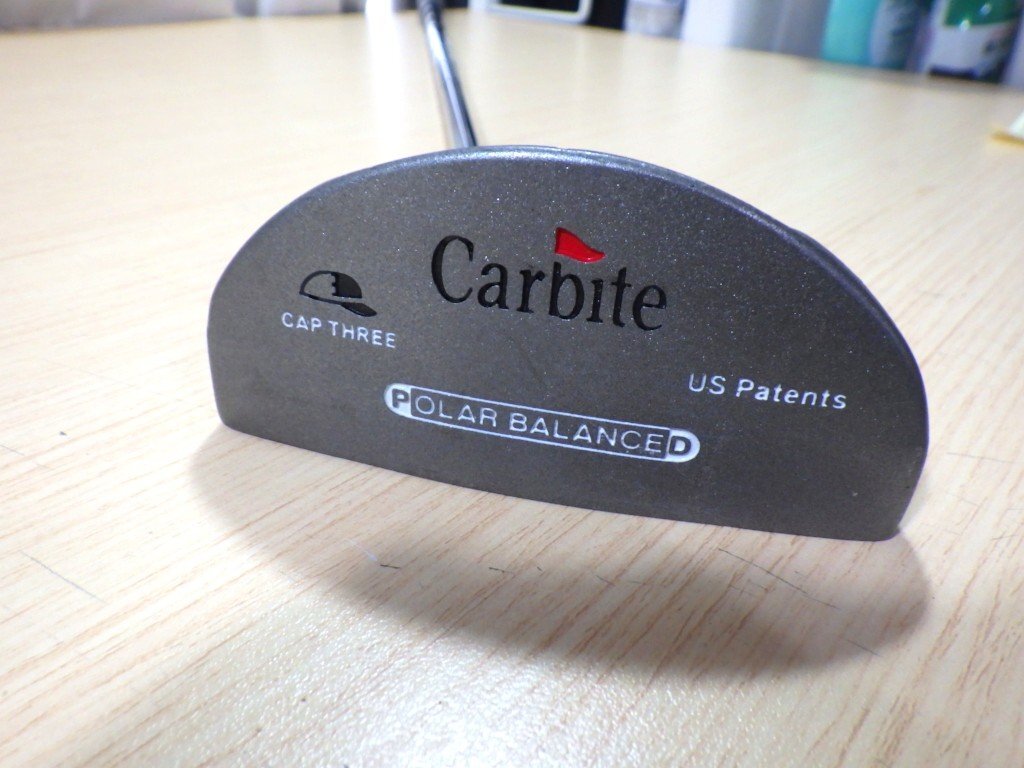 Carbite
CAP THREE
US Patents
POLAR BALANCED